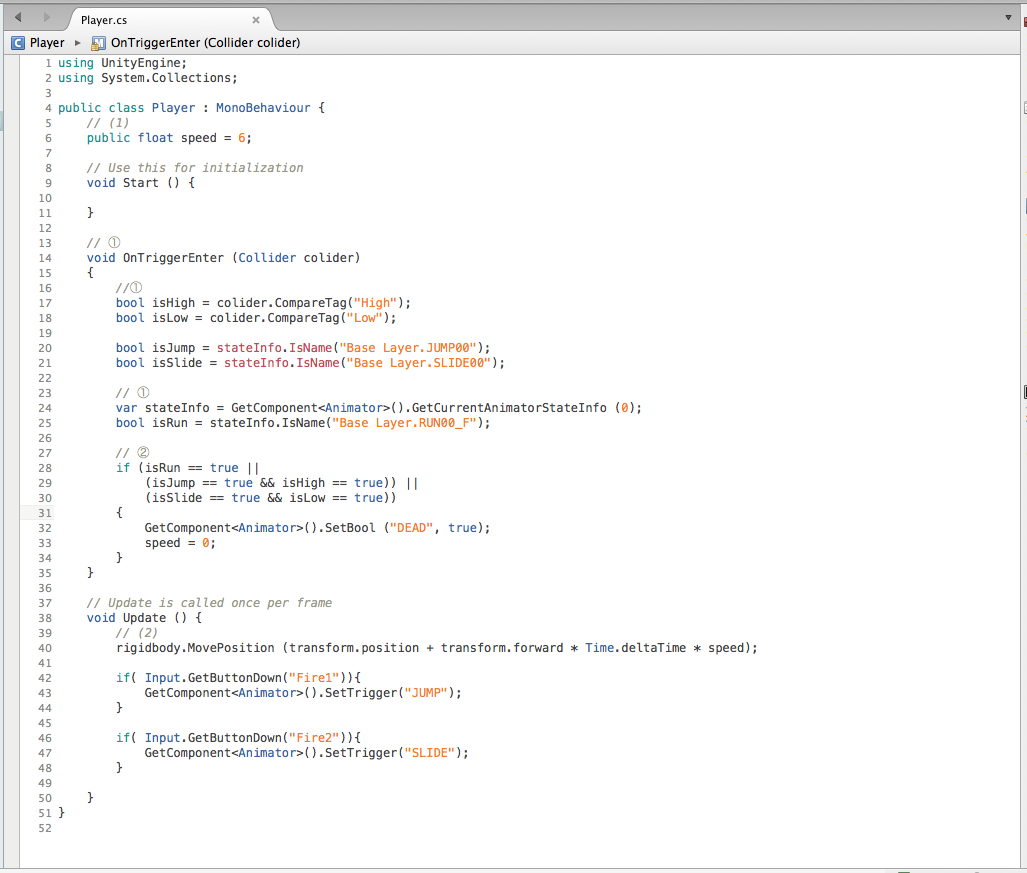 Player.cs
Player ▸ OnTriggerEnter (Collider colider)
1 using UnityEngine;
2 using System.Collections;
3
4 public class Player : MonoBehaviour {
5     // (1)
6     public float speed = 6;
7
8     // Use this for initialization
9     void Start () {
10
11     }
12
13     // ①
14     void OnTriggerEnter (Collider colider)
15     {
16         //①
17         bool isHigh = colider.CompareTag("High");
18         bool isLow = colider.CompareTag("Low");
19
20         bool isJump = stateInfo.IsName("Base Layer.JUMP00");
21         bool isSlide = stateInfo.IsName("Base Layer.SLIDE00");
22
23         // ①
24         var stateInfo = GetComponent<Animator>().GetCurrentAnimatorStateInfo (0);
25         bool isRun = stateInfo.IsName("Base Layer.RUN00_F");
26
27         // ②
28         if (isRun == true ||
29             (isJump == true && isHigh == true)) ||
30             (isSlide == true && isLow == true))
31         {
32             GetComponent<Animator>().SetBool ("DEAD", true);
33             speed = 0;
34         }
35     }
36
37     // Update is called once per frame
38     void Update () {
39         // (2)
40         rigidbody.MovePosition (transform.position + transform.forward * Time.deltaTime * speed);
41
42         if( Input.GetButtonDown("Fire1")){
43             GetComponent<Animator>().SetTrigger("JUMP");
44         }
45
46         if( Input.GetButtonDown("Fire2")){
47             GetComponent<Animator>().SetTrigger("SLIDE");
48         }
49
50     }
51 }
52